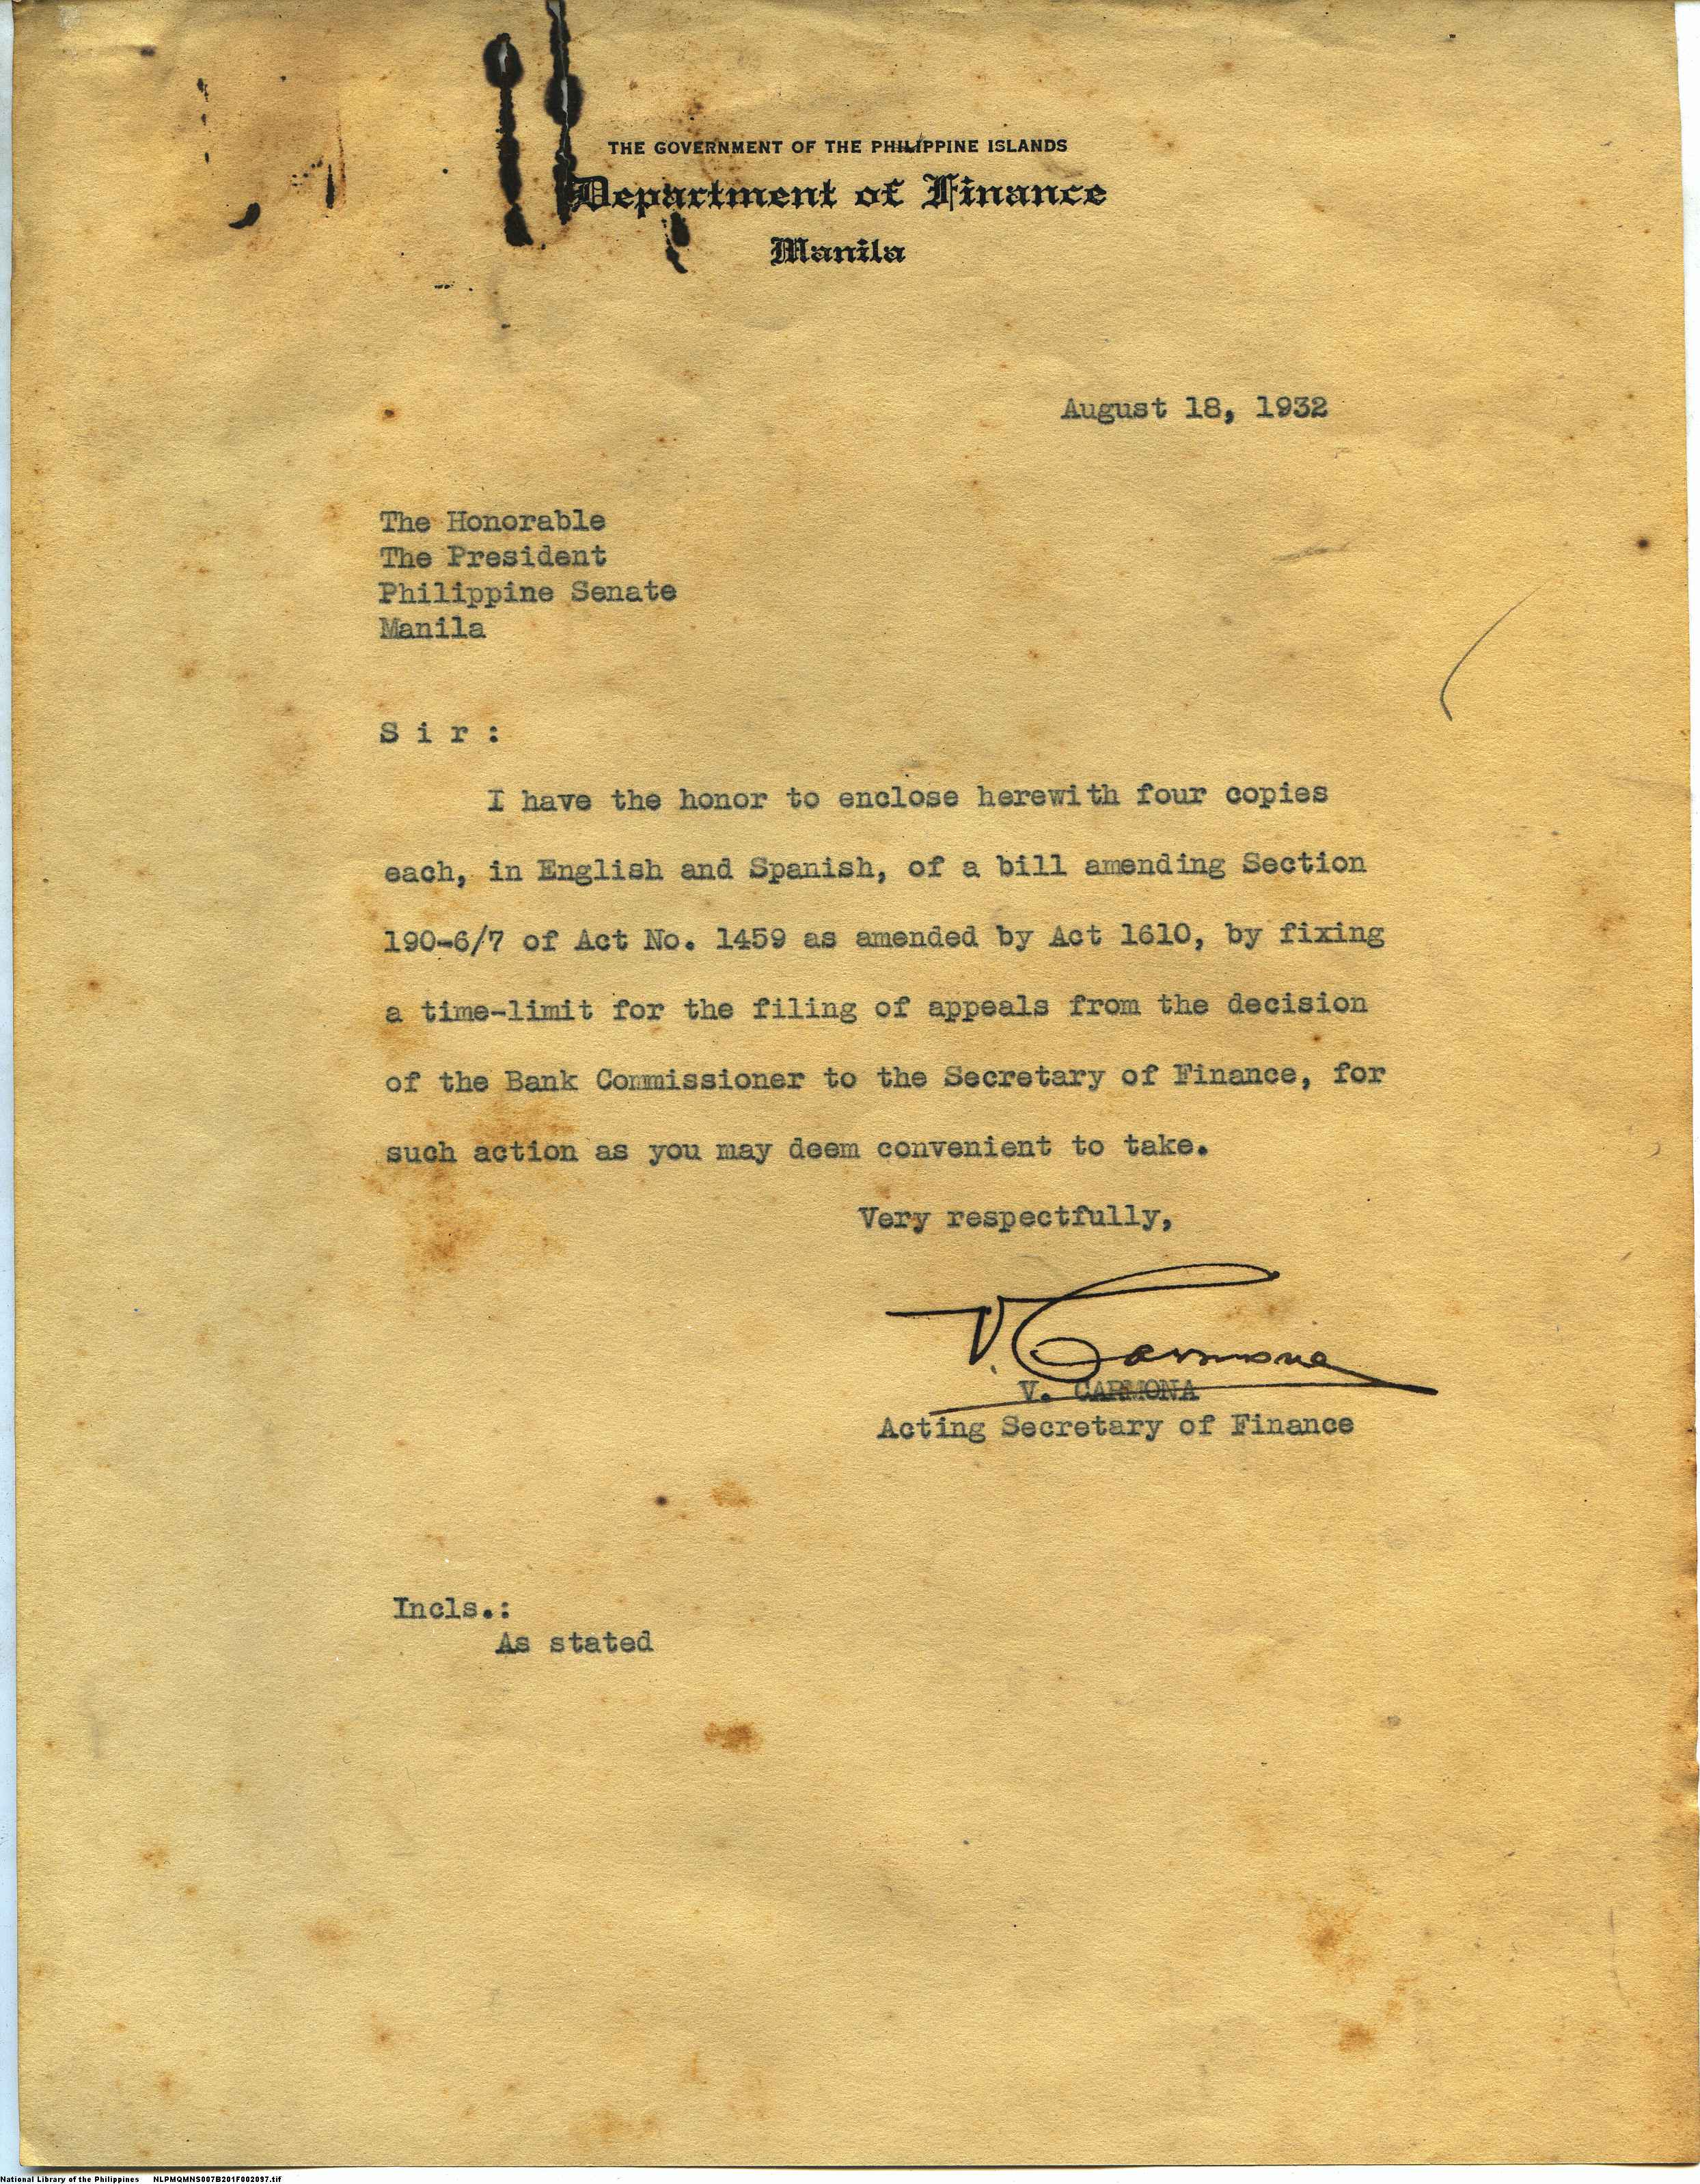 THE GOVERNMENT OF THE PHILIPPINE ISLANDS
Department of Finance
Manila
August 18, 1932
The Honorable
The President
Philippine Senate
Manila
S i r :
I have the honor to enclose herewith four copies
each, in English and Spanish, of a bill amending Section
190-6/7 of Act No. 1459 as amended by Act 1610, by fixing
a time-limit for the filing of appeals from the decision
of the Bank Commissioner to the Secretary of Finance, for
such action as you may deem convenient to take.
Very respectfully,
V. Carmona
V. CARMONA
Acting Secretary of Finance
Incls.:
As stated
National Library of the Philippines NLPMQMNS007B201F002097.tif